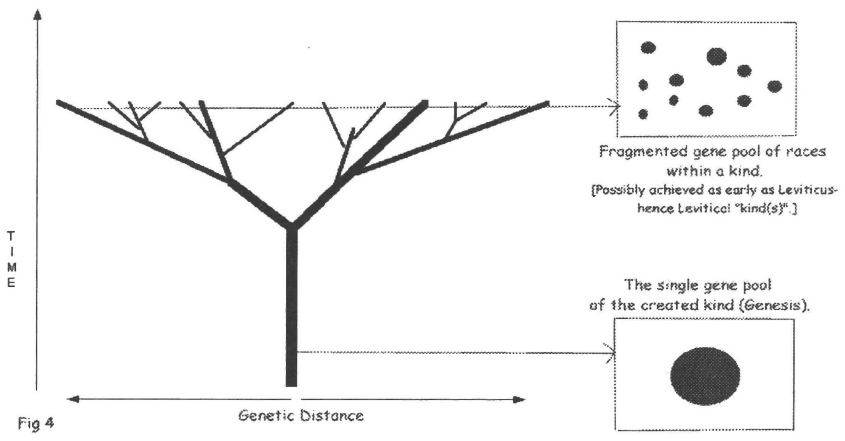 Fragmented gene pool of races
within a kind.
[Possibly achieved as early as Leviticus-
hence Levitical "kind(s)".]
TIME
The single gene pool
of the created kind (Genesis).
Genetic Distance
Fig 4